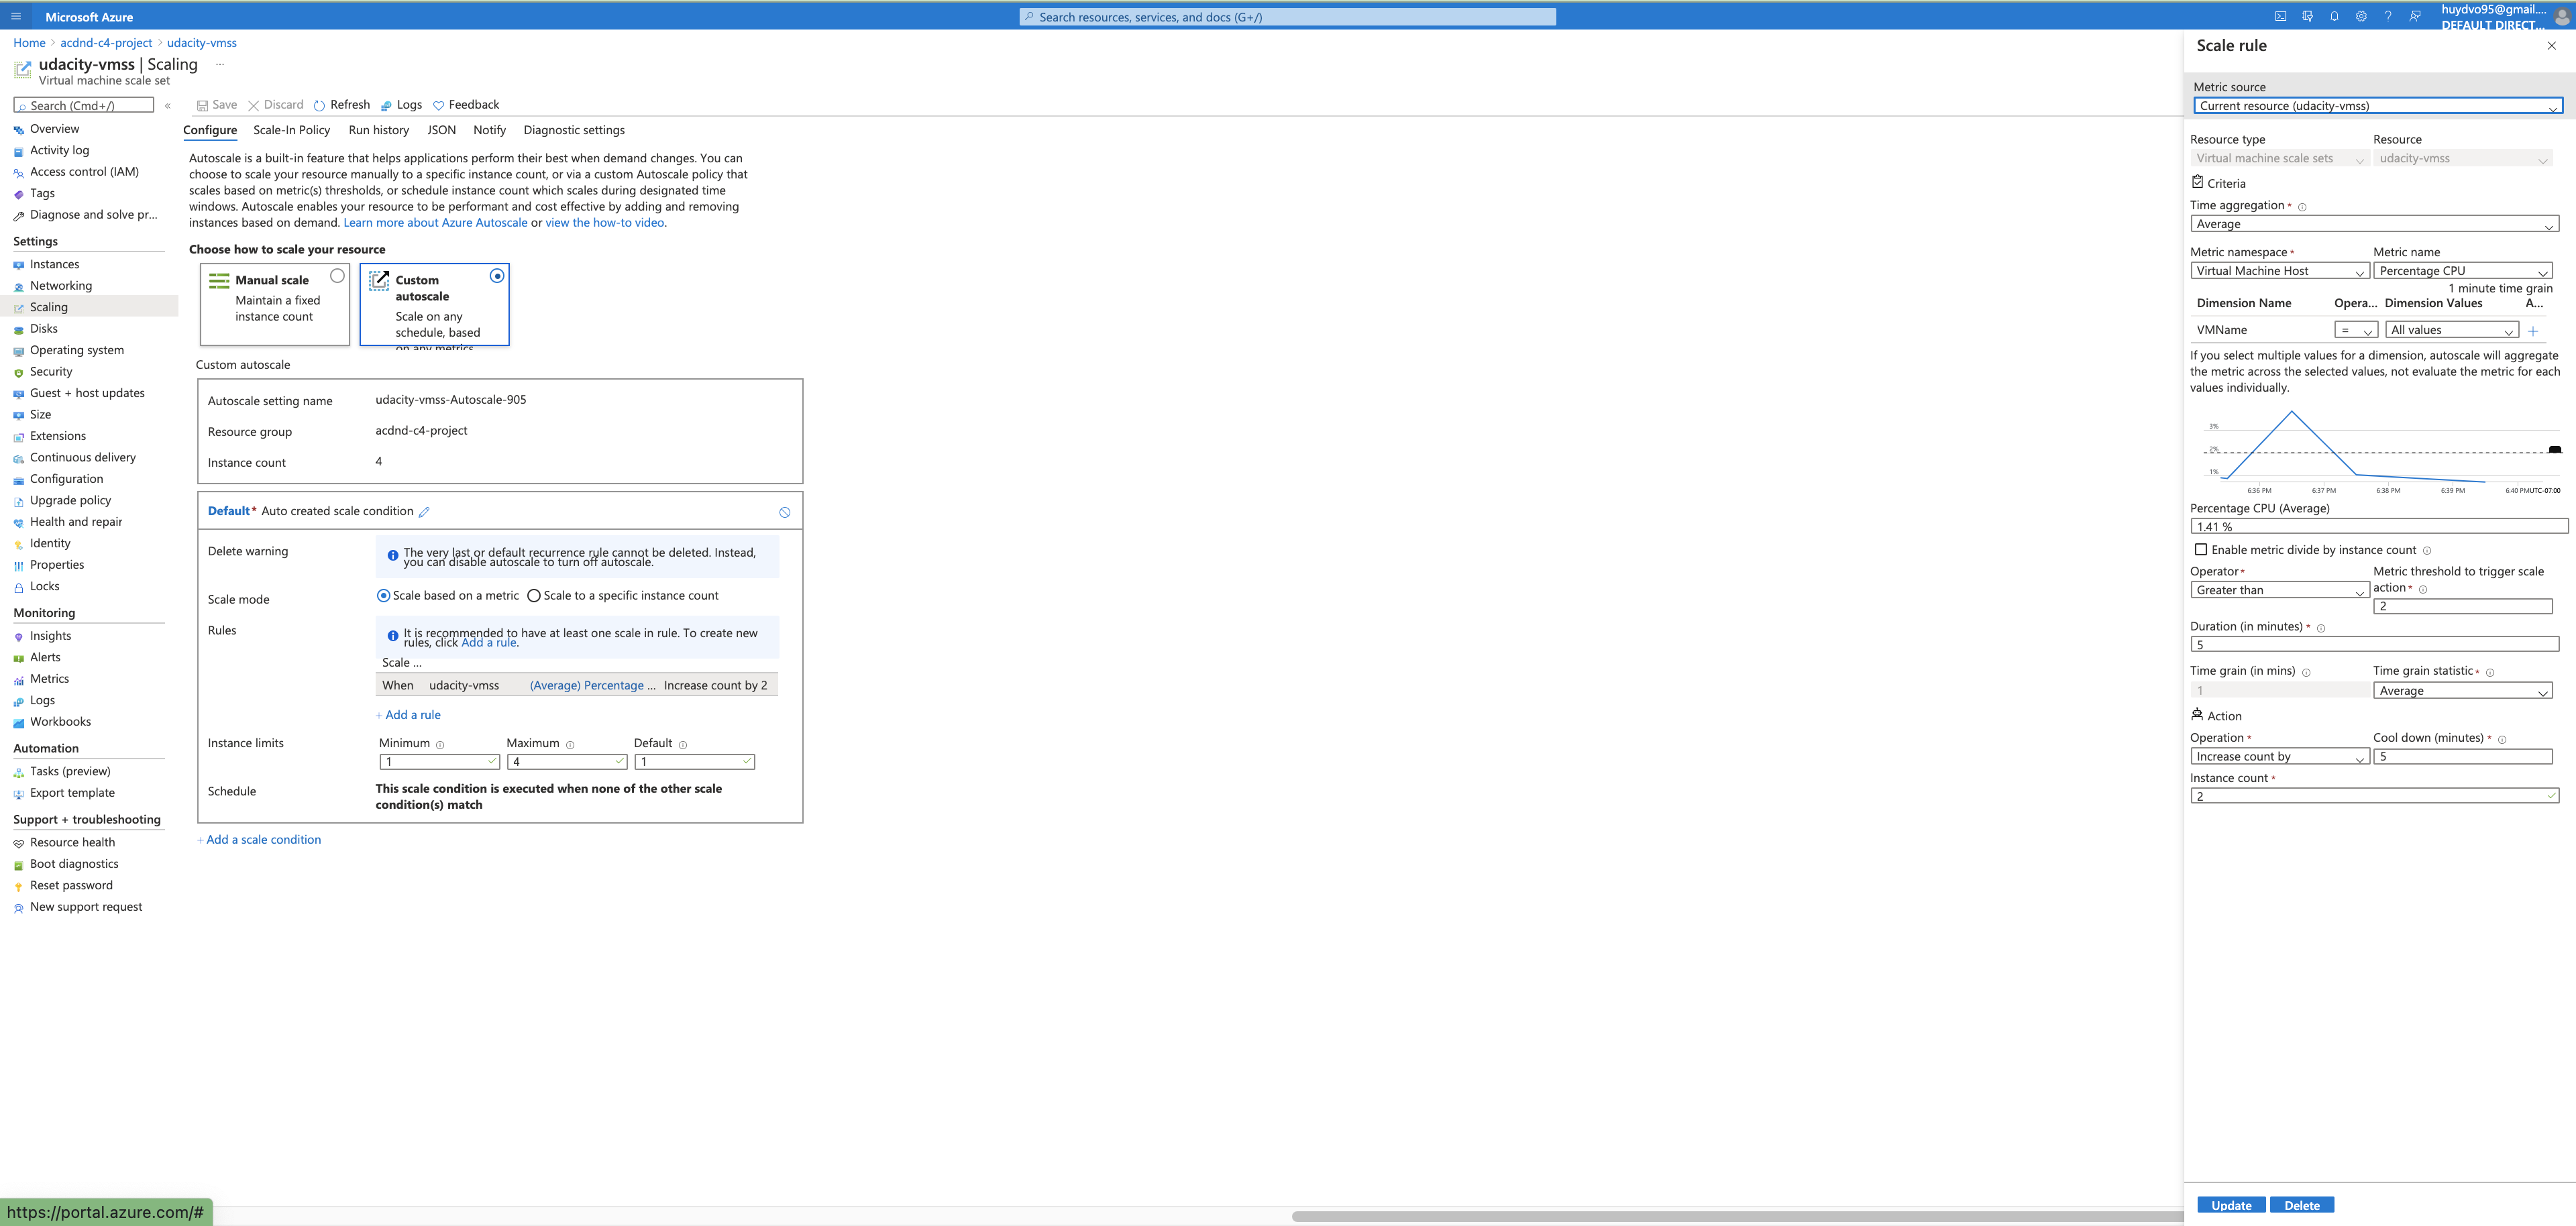 Microsoft Azure
Search resources, services, and docs (G+/)
huydvo95@gmail....
DEFAULT DIRECT...
Home > acdnd-c4-project > udacity-vmss
udacity-vmss | Scaling ...
Virtual machine scale set
Search (Cmd+/)
«
Overview
Activity log
Access control (IAM)
Tags
Diagnose and solve pr...
Settings
Instances
Networking
Scaling
Disks
Operating system
Security
Guest + host updates
Size
Extensions
Continuous delivery
Configuration
Upgrade policy
Health and repair
Identity
Properties
Locks
Monitoring
Insights
Alerts
Metrics
Logs
Workbooks
Automation
Tasks (preview)
Export template
Support + troubleshooting
Resource health
Boot diagnostics
Reset password
New support request
https://portal.azure.com/#
Save Discard Refresh Logs Feedback
Configure Scale-In Policy Run history JSON Notify Diagnostic settings
Autoscale is a built-in feature that helps applications perform their best when demand changes. You can
choose to scale your resource manually to a specific instance count, or via a custom Autoscale policy that
scales based on metric(s) thresholds, or schedule instance count which scales during designated time
windows. Autoscale enables your resource to be performant and cost effective by adding and removing
instances based on demand. Learn more about Azure Autoscale or view the how-to video.
Choose how to scale your resource
Manual scale
Maintain a fixed
instance count
Custom
autoscale
Scale on any
schedule, based
on any metrics
Custom autoscale
Autoscale setting name udacity-vmss-Autoscale-905
Resource group acdnd-c4-project
Instance count 4
Default* Auto created scale condition
Delete warning
The very last or default recurrence rule cannot be deleted. Instead,
you can disable autoscale to turn off autoscale.
Scale mode Scale based on a metric Scale to a specific instance count
Rules
It is recommended to have at least one scale in rule. To create new
rules, click Add a rule.
Scale ...
When udacity-vmss (Average) Percentage ... Increase count by 2
+ Add a rule
Instance limits Minimum Maximum Default
1 4 1
Schedule This scale condition is executed when none of the other scale
condition(s) match
+ Add a scale condition
Scale rule
Metric source
Current resource (udacity-vmss)
Resource type Resource
Virtual machine scale sets udacity-vmss
Criteria
Time aggregation *
Average
Metric namespace * Metric name
Virtual Machine Host Percentage CPU
1 minute time grain
Dimension Name Opera... Dimension Values A...
VMName = All values +
If you select multiple values for a dimension, autoscale will aggregate
the metric across the selected values, not evaluate the metric for each
values individually.
3%
2%
1%
6:36 PM 6:37 PM 6:38 PM 6:39 PM 6:40 PM UTC-07:00
Percentage CPU (Average)
1.41 %
Enable metric divide by instance count
Operator * Metric threshold to trigger scale
action *
Greater than
2
Duration (in minutes) *
5
Time grain (in mins) Time grain statistic *
1 Average
Action
Operation * Cool down (minutes) *
Increase count by 5
Instance count *
2
Update Delete